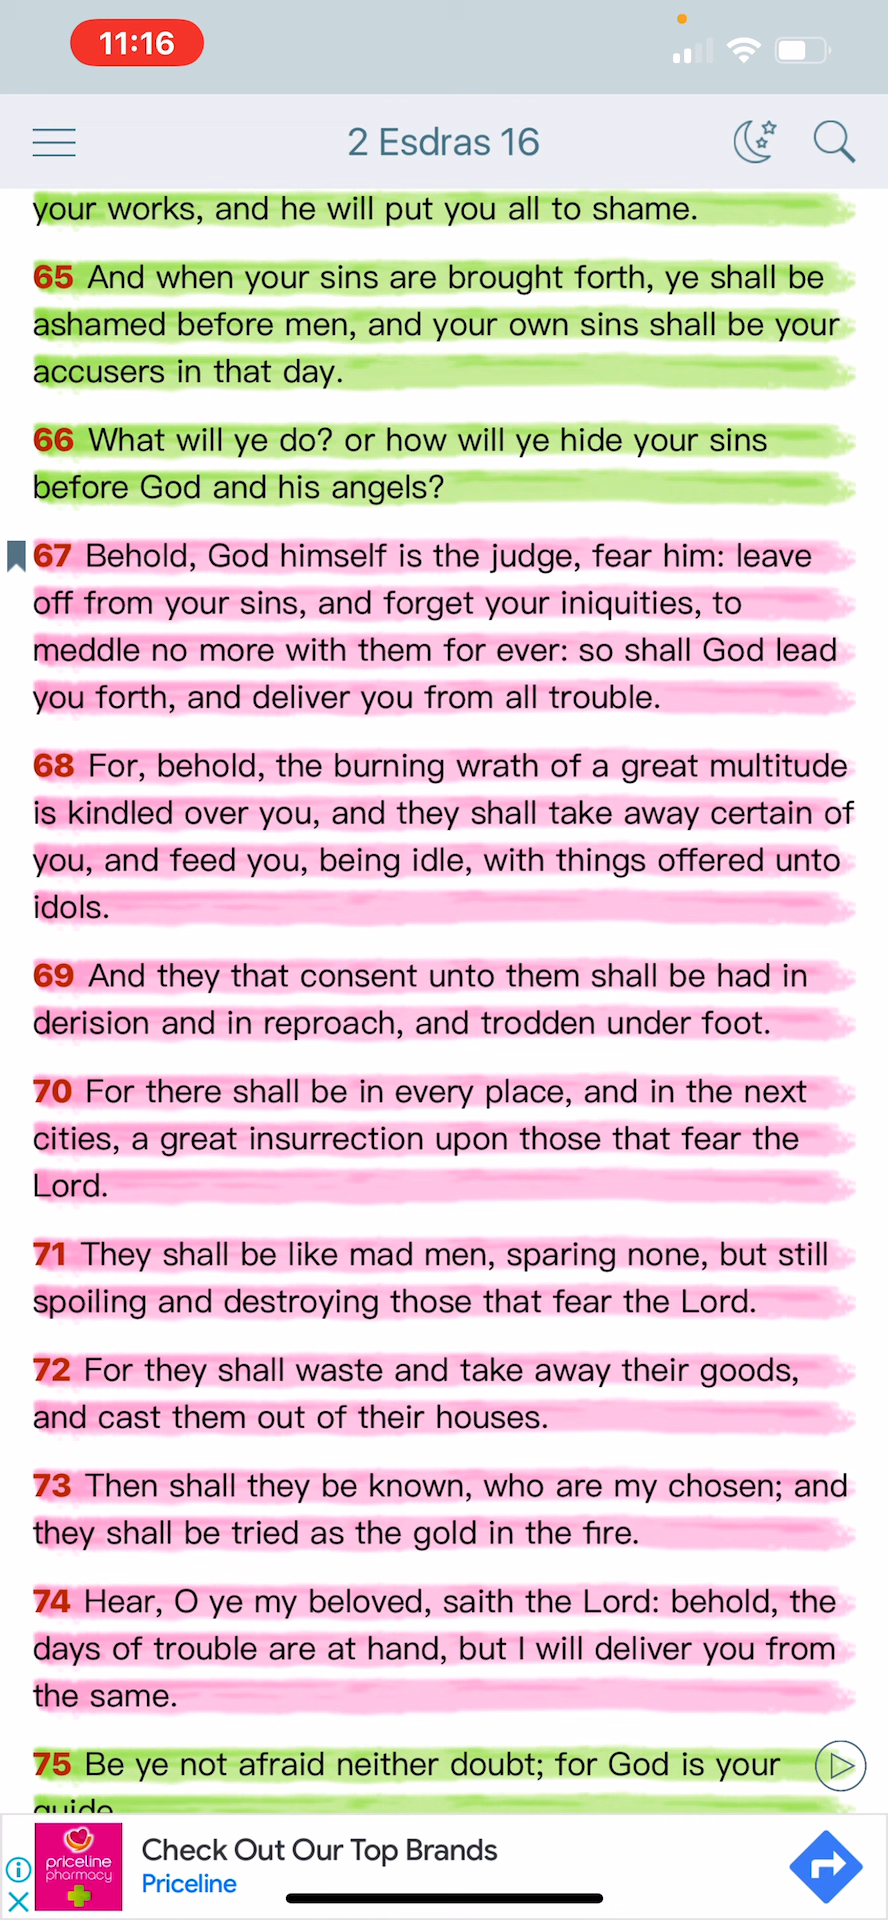 11:16
2 Esdras 16
your works, and he will put you all to shame.
65 And when your sins are brought forth, ye shall be
ashamed before men, and your own sins shall be your
accusers in that day.
66 What will ye do? or how will ye hide your sins
before God and his angels?
67 Behold, God himself is the judge, fear him: leave
off from your sins, and forget your iniquities, to
meddle no more with them for ever: so shall God lead
you forth, and deliver you from all trouble.
68 For, behold, the burning wrath of a great multitude
is kindled over you, and they shall take away certain of
you, and feed you, being idle, with things offered unto
idols.
69 And they that consent unto them shall be had in
derision and in reproach, and trodden under foot.
70 For there shall be in every place, and in the next
cities, a great insurrection upon those that fear the
Lord.
71 They shall be like mad men, sparing none, but still
spoiling and destroying those that fear the Lord.
72 For they shall waste and take away their goods,
and cast them out of their houses.
73 Then shall they be known, who are my chosen; and
they shall be tried as the gold in the fire.
74 Hear, O ye my beloved, saith the Lord: behold, the
days of trouble are at hand, but I will deliver you from
the same.
75 Be ye not afraid neither doubt; for God is your
guide
priceline
pharmacy
Check Out Our Top Brands
Priceline